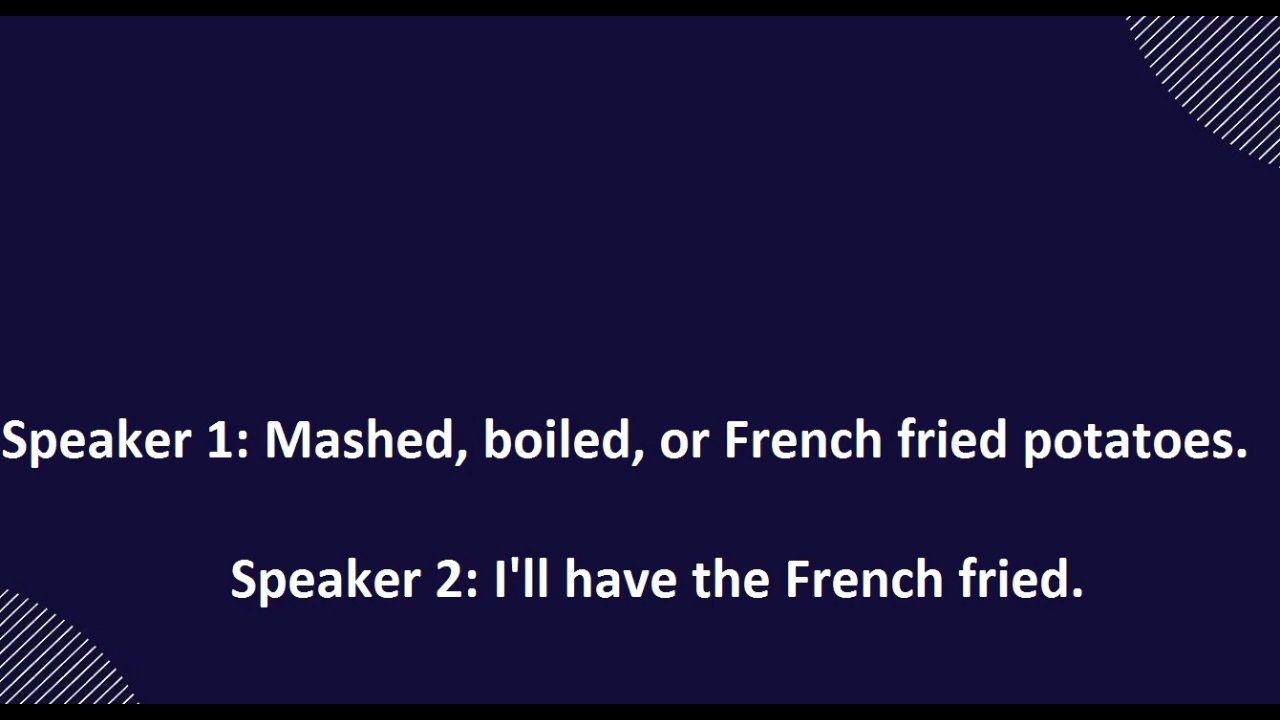 Speaker 1: Mashed, boiled, or French fried potatoes.
Speaker 2: I'll have the French fried.